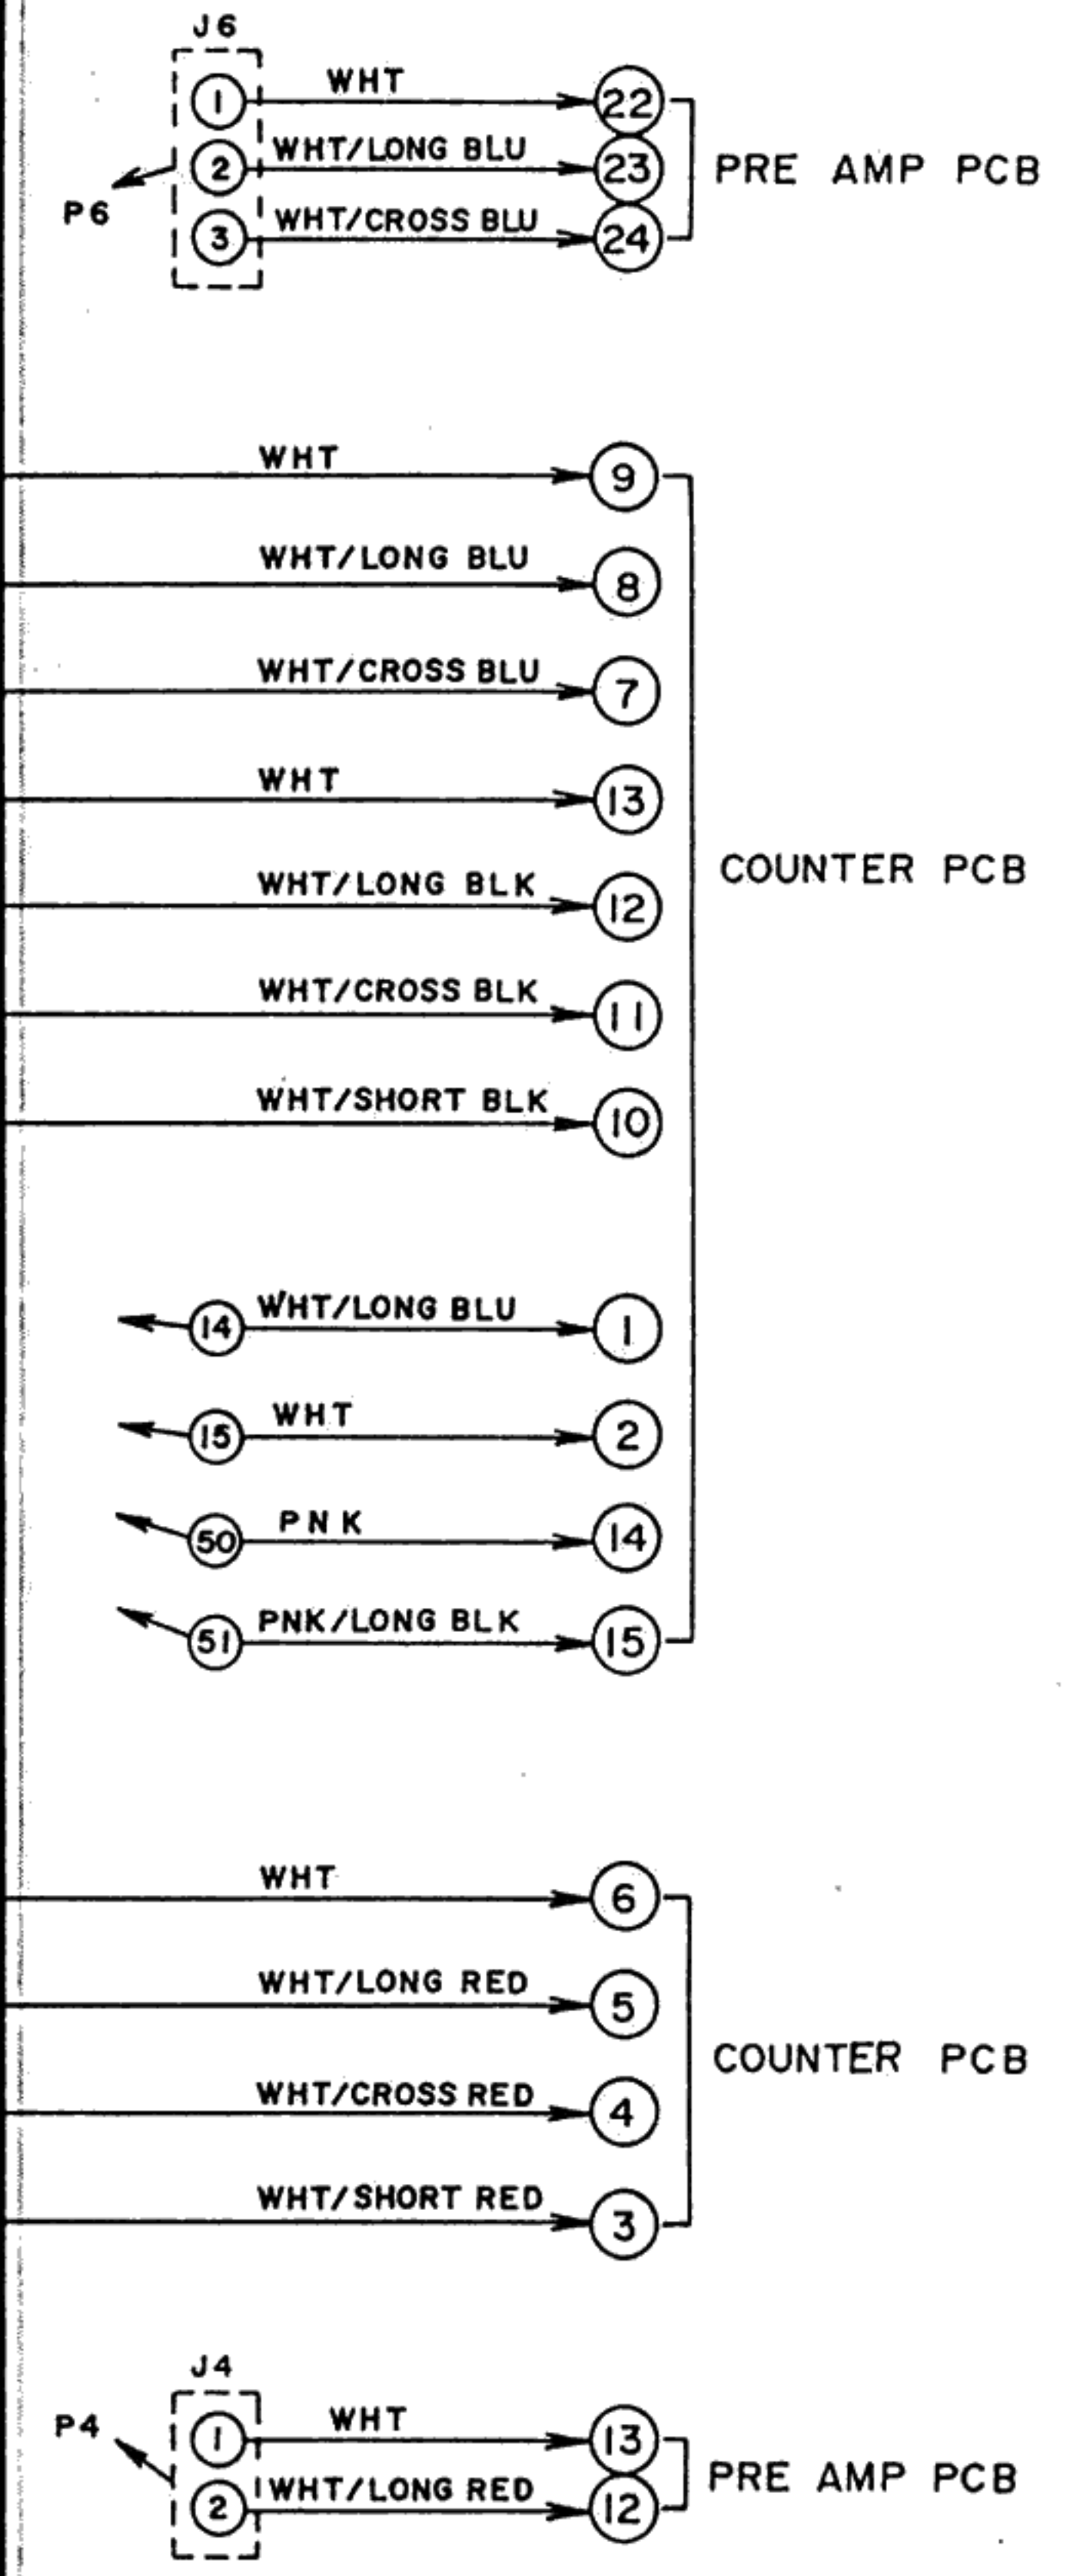 J6
1 WHT 22
2 WHT/LONG BLU 23 PRE AMP PCB
P6
3 WHT/CROSS BLU 24
WHT 9
WHT/LONG BLU 8
WHT/CROSS BLU 7
WHT 13
COUNTER PCB
WHT/LONG BLK 12
WHT/CROSS BLK 11
WHT/SHORT BLK 10
14 WHT/LONG BLU 1
15 WHT 2
50 PNK 14
51 PNK/LONG BLK 15
WHT 6
WHT/LONG RED 5
COUNTER PCB
WHT/CROSS RED 4
WHT/SHORT RED 3
J4
P4
1 WHT 13
PRE AMP PCB
2 WHT/LONG RED 12